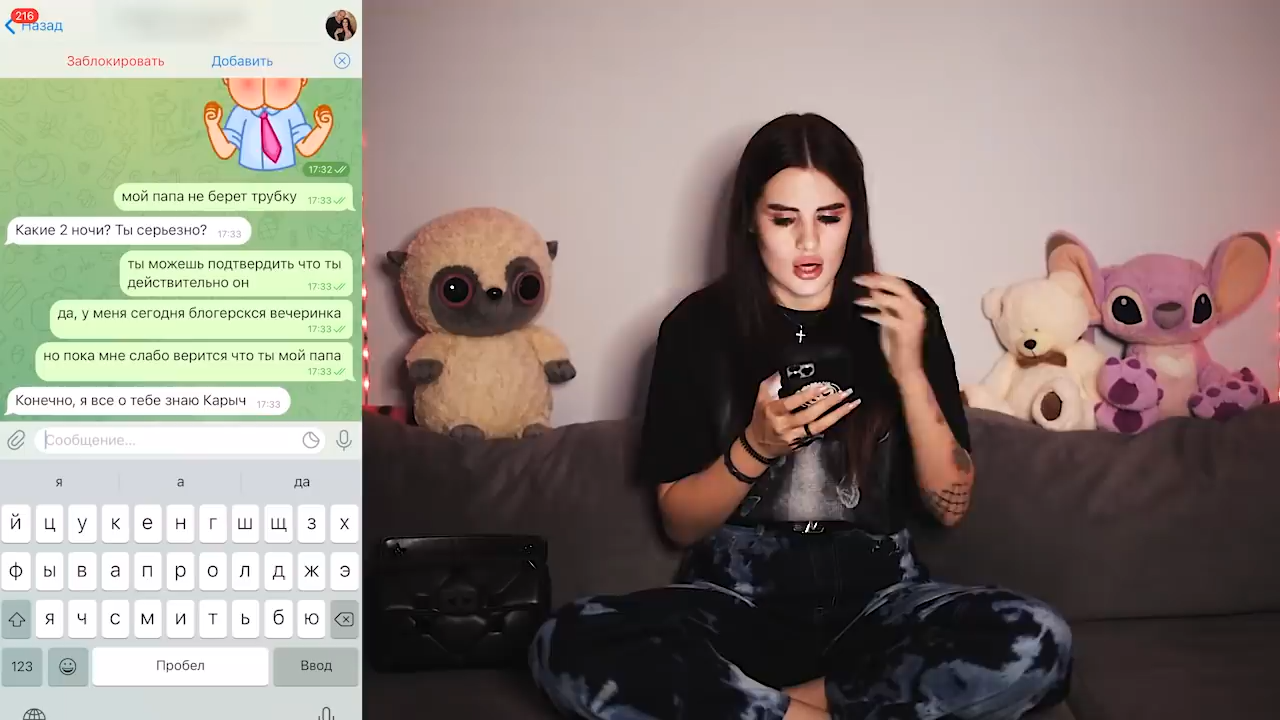 216
Назад
Заблокировать
Добавить
17:32
мой папа не берет трубку 17:33
Какие 2 ночи? Ты серьезно? 17:33
ты можешь подтвердить что ты
действительно он 17:33
да, у меня сегодня блогерскся вечеринка
17:33
но пока мне слабо верится что ты мой папа
17:33
Конечно, я все о тебе знаю Карыч 17:33
Сообщение...
я а да
й ц у к е н г ш щ з х
ф ы в а п р о л д ж э
я ч с м и т ь б ю
123 Пробел Ввод